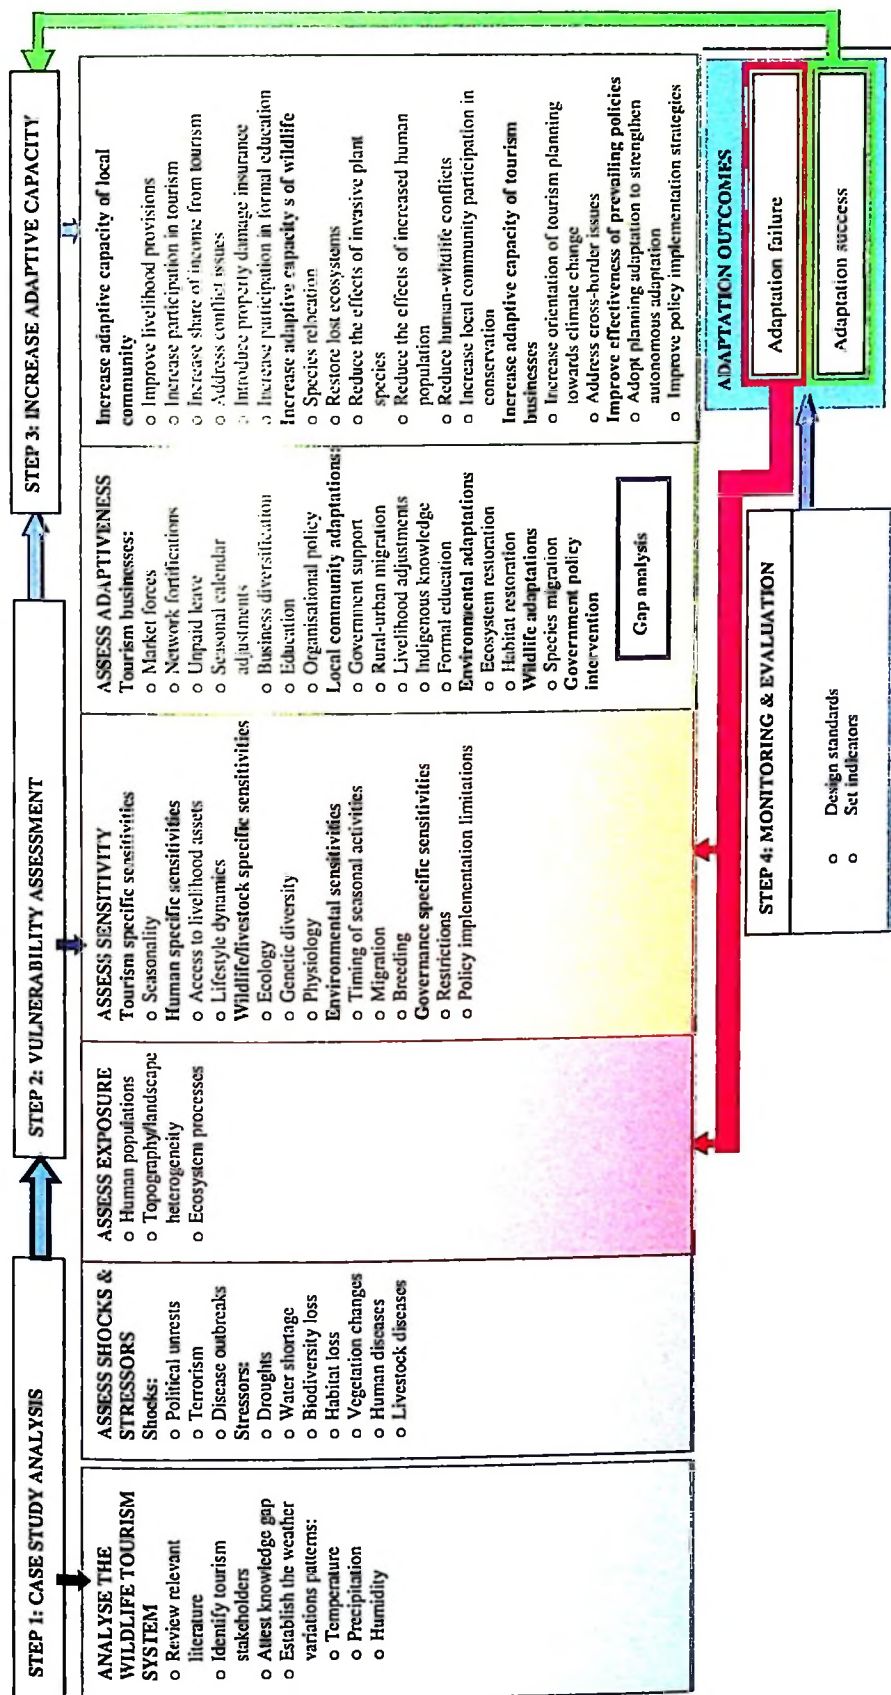 STEP 1: CASE STUDY ANALYSIS
STEP 2: VULNERABILITY ASSESSMENT
STEP 3: INCREASE ADAPTIVE CAPACITY
ANALYSE THE
WILDLIFE TOURISM
SYSTEM
o Review relevant
literature
o Identify tourism
stakeholders
o Attest knowledge gap
o Establish the weather
variations patterns:
o Temperature
o Precipitation
o Humidity
ASSESS SHOCKS &
STRESSORS
Shocks:
o Political unrests
o Terrorism
o Disease outbreaks
Stressors:
o Droughts
o Water shortage
o Biodiversity loss
o Habitat loss
o Vegetation changes
o Human diseases
o Livestock diseases
ASSESS EXPOSURE
o Human populations
o Topography/landscape
heterogeneity
o Ecosystem processes
ASSESS SENSITIVITY
Tourism specific sensitivities
o Seasonality
Human specific sensitivities
o Access to livelihood assets
o Lifestyle dynamics
Wildlife/livestock specific sensitivities
o Ecology
o Genetic diversity
o Physiology
Environmental sensitivities
o Timing of seasonal activities
o Migration
o Breeding
Governance specific sensitivities
o Restrictions
o Policy implementation limitations
ASSESS ADAPTIVENESS
Tourism businesses:
o Market forces
o Network fortifications
o Unpaid leave
o Seasonal calendar
adjustments
o Business diversification
o Education
o Organisational policy
Local community adaptations:
o Government support
o Rural-urban migration
o Livelihood adjustments
o Indigenous knowledge
o Formal education
Environmental adaptations
o Ecosystem restoration
o Habitat restoration
Wildlife adaptations
o Species migration
Government policy
intervention
Gap analysis
Increase adaptive capacity of local
community
o Improve livelihood provisions
o Increase participation in tourism
o Increase share of income from tourism
o Address conflict issues
o Introduce property damage insurance
o Increase participation in formal education
Increase adaptive capacity s of wildlife
o Species relocation
o Restore lost ecosystems
o Reduce the effects of invasive plant
species
o Reduce the effects of increased human
population
o Reduce human-wildlife conflicts
o Increase local community participation in
conservation
Increase adaptive capacity of tourism
businesses
o Increase orientation of tourism planning
towards climate change
o Address cross-border issues
Improve effectiveness of prevailing policies
o Adopt planning adaptation to strengthen
autonomous adaptation
o Improve policy implementation strategies
STEP 4: MONITORING & EVALUATION
o Design standards
o Set indicators
ADAPTATION OUTCOMES
Adaptation failure
Adaptation success